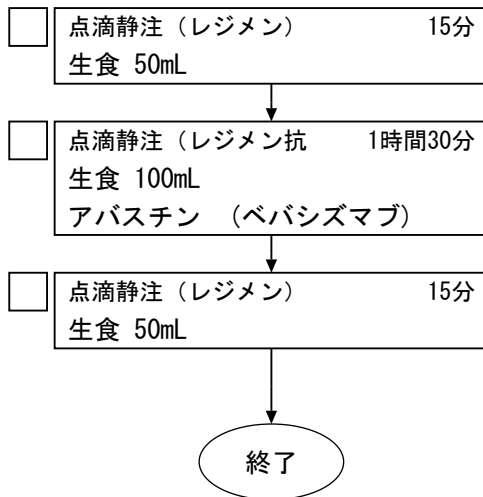 点滴静注（レジメン） 15分
生食 50mL
点滴静注（レジメン抗 1時間30分
生食 100mL
アバスチン （ベバシズマブ）
点滴静注（レジメン） 15分
生食 50mL
終了